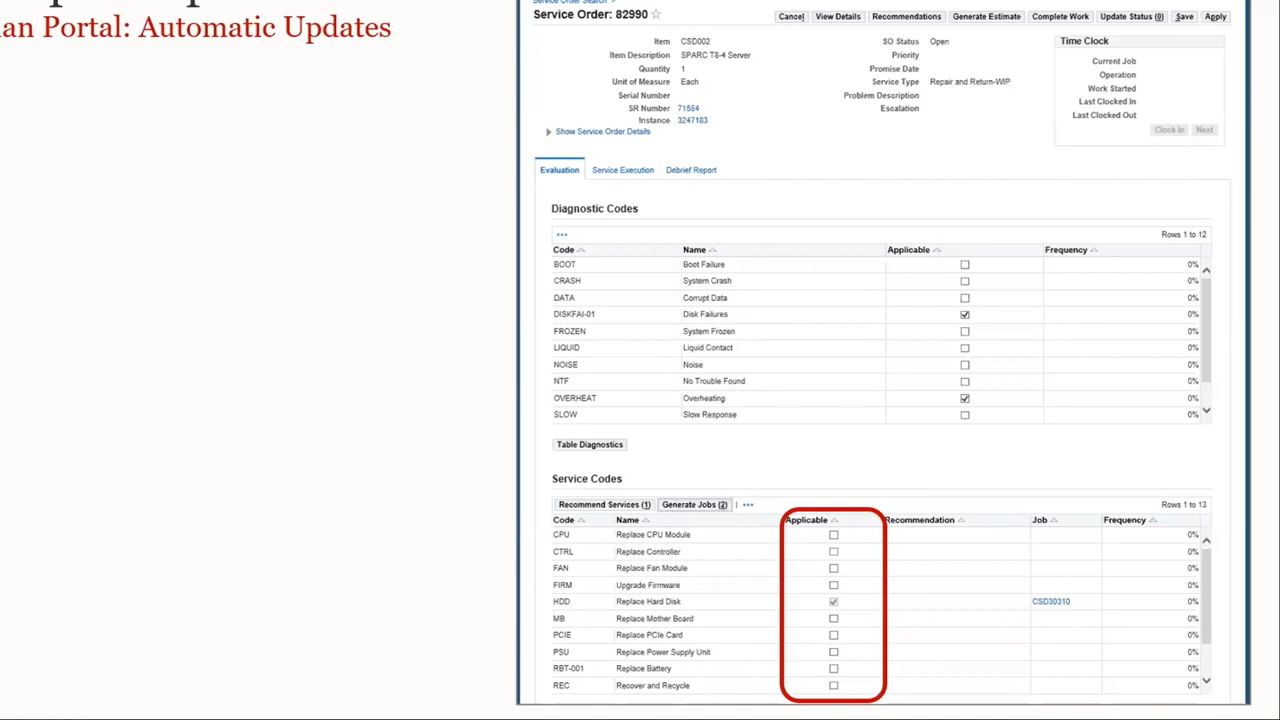 an Portal: Automatic Updates
Service Order: 82990
Cancel View Details Recommendations Generate Estimate Complete Work Update Status (0) Save Apply
Item CSD002
Item Description SPARC T8-4 Server
Quantity 1
Unit of Measure Each
Serial Number
SR Number 71584
Instance 3247183
Show Service Order Details
SO Status Open
Priority
Promise Date
Service Type Repair and Return-WIP
Problem Description
Escalation
Time Clock
Current Job
Operation
Work Started
Last Clocked In
Last Clocked Out
Clock In Next
Evaluation Service Execution Debrief Report
Diagnostic Codes
Rows 1 to 12
Code Name Applicable Frequency
BOOT Boot Failure 0%
CRASH System Crash 0%
DATA Corrupt Data 0%
DISKFAI-01 Disk Failures 0%
FROZEN System Frozen 0%
LIQUID Liquid Contact 0%
NOISE Noise 0%
NTF No Trouble Found 0%
OVERHEAT Overheating 0%
SLOW Slow Response 0%
Table Diagnostics
Service Codes
Recommend Services (1) Generate Jobs (2) Rows 1 to 13
Code Name Applicable Recommendation Job Frequency
CPU Replace CPU Module 0%
CTRL Replace Controller 0%
FAN Replace Fan Module 0%
FIRM Upgrade Firmware 0%
HDD Replace Hard Disk CSD30310 0%
MB Replace Mother Board 0%
PCIE Replace PCIe Card 0%
PSU Replace Power Supply Unit 0%
RBT-001 Replace Battery 0%
REC Recover and Recycle 0%